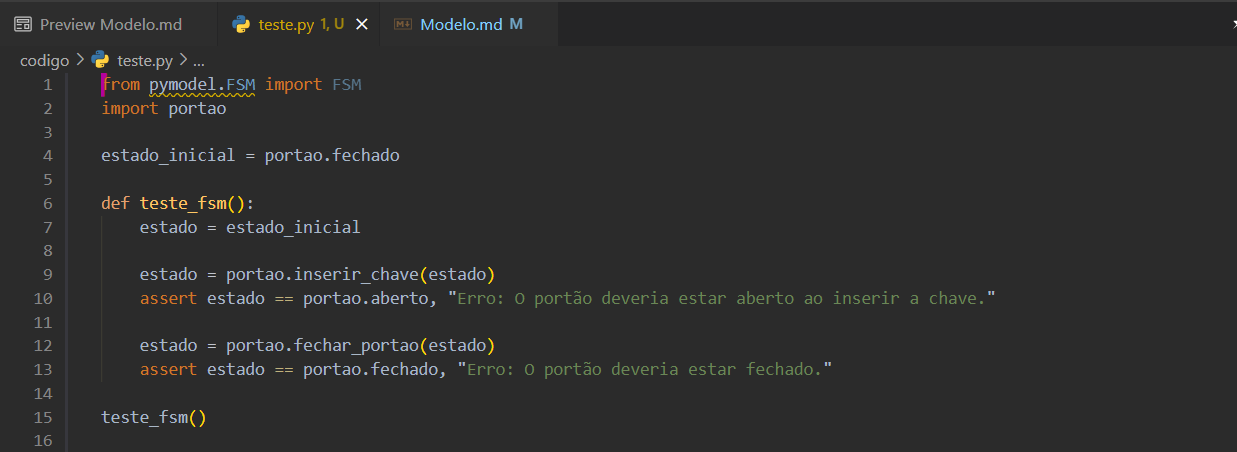 Preview Modelo.md teste.py 1, U Modelo.md M
codigo > teste.py > ...
1 from pymodel.FSM import FSM
2 import portao
3
4 estado_inicial = portao.fechado
5
6 def teste_fsm():
7 estado = estado_inicial
8
9 estado = portao.inserir_chave(estado)
10 assert estado == portao.aberto, "Erro: O portão deveria estar aberto ao inserir a chave."
11
12 estado = portao.fechar_portao(estado)
13 assert estado == portao.fechado, "Erro: O portão deveria estar fechado."
14
15 teste_fsm()
16